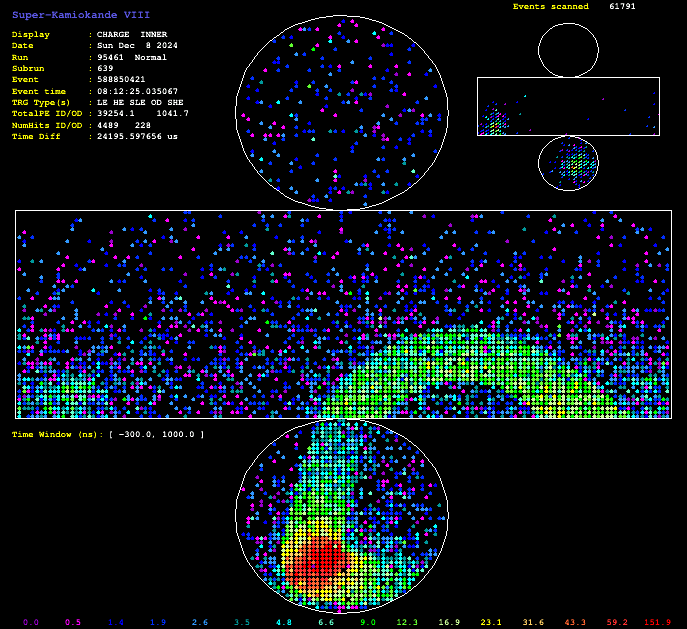 Super-Kamiokande VIII
Events scanned 61791
Display : CHARGE INNER
Date : Sun Dec 8 2024
Run : 95461 Normal
Subrun : 639
Event : 588850421
Event time : 08:12:25.035067
TRG Type(s) : LE HE SLE OD SHE
TotalPE ID/OD : 39254.1 1041.7
NumHits ID/OD : 4489 228
Time Diff : 24195.597656 us
Time Window (ns): [ -300.0, 1000.0 ]
0.0 0.5 1.1 1.9 2.6 3.5 4.8 6.6 9.0 12.3 16.9 23.1 31.6 43.3 59.2 151.9